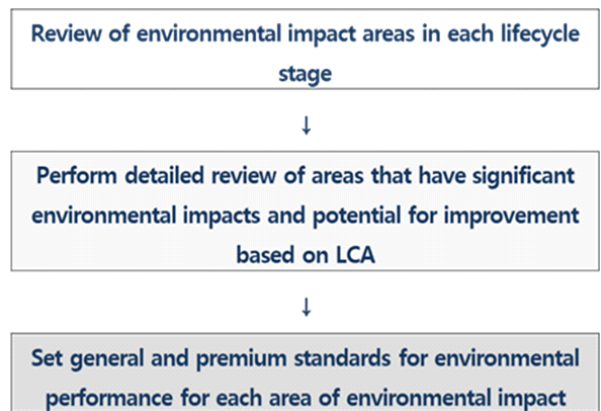 Review of environmental impact areas in each lifecycle
stage
↓
Perform detailed review of areas that have significant
environmental impacts and potential for improvement
based on LCA
↓
Set general and premium standards for environmental
performance for each area of environmental impact